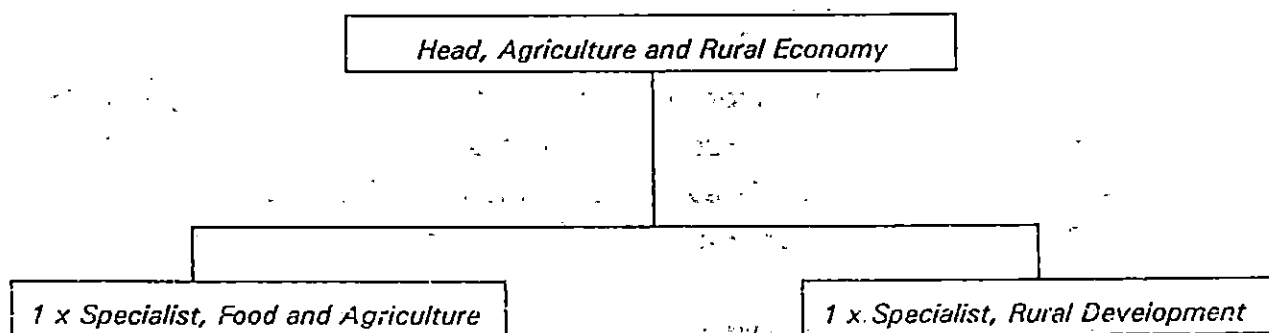 Head, Agriculture and Rural Economy
1 x Specialist, Food and Agriculture
1 x Specialist, Rural Development